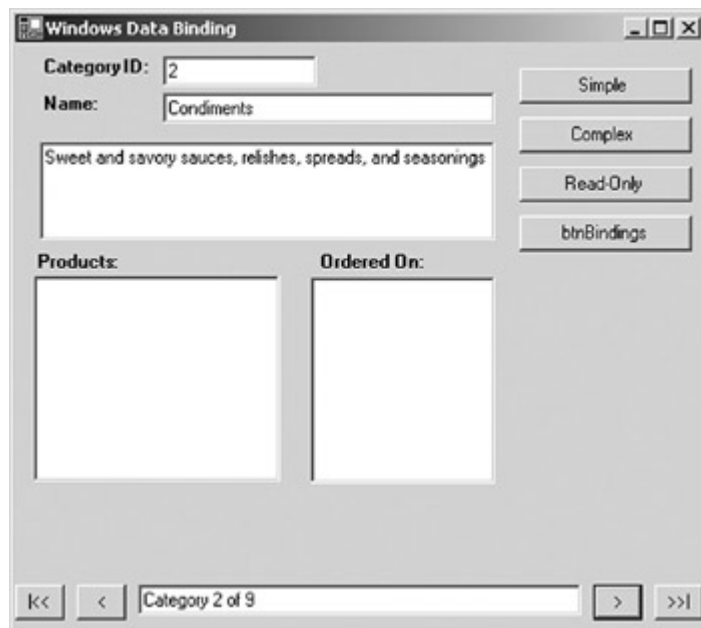 Windows Data Binding
Category ID: 2
Simple
Name: Condiments
Complex
Sweet and savory sauces, relishes, spreads, and seasonings
Read-Only
btnBindings
Products:
Ordered On:
|<<
<
Category 2 of 9
>
>>|